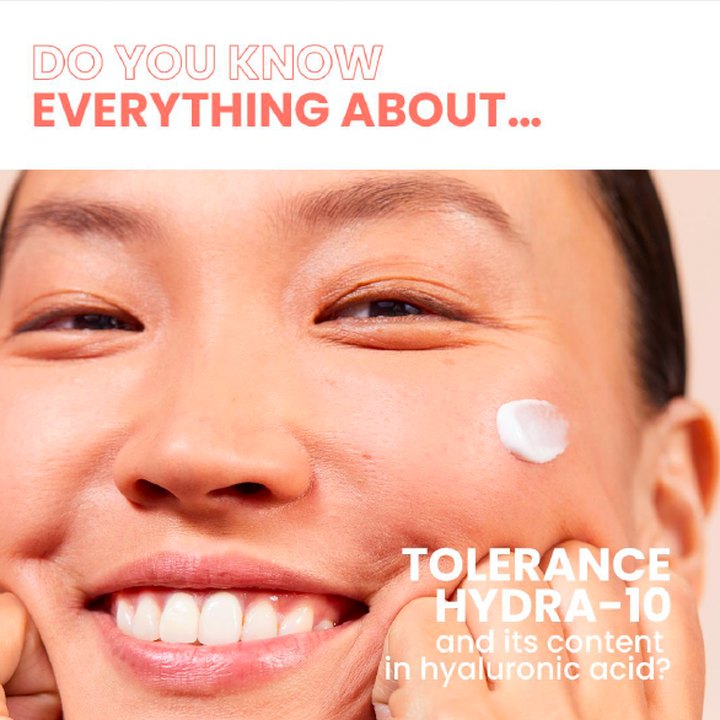 DO YOU KNOW
EVERYTHING ABOUT...
TOLERANCE
HYDRA-10
and its content
in hyaluronic acid?